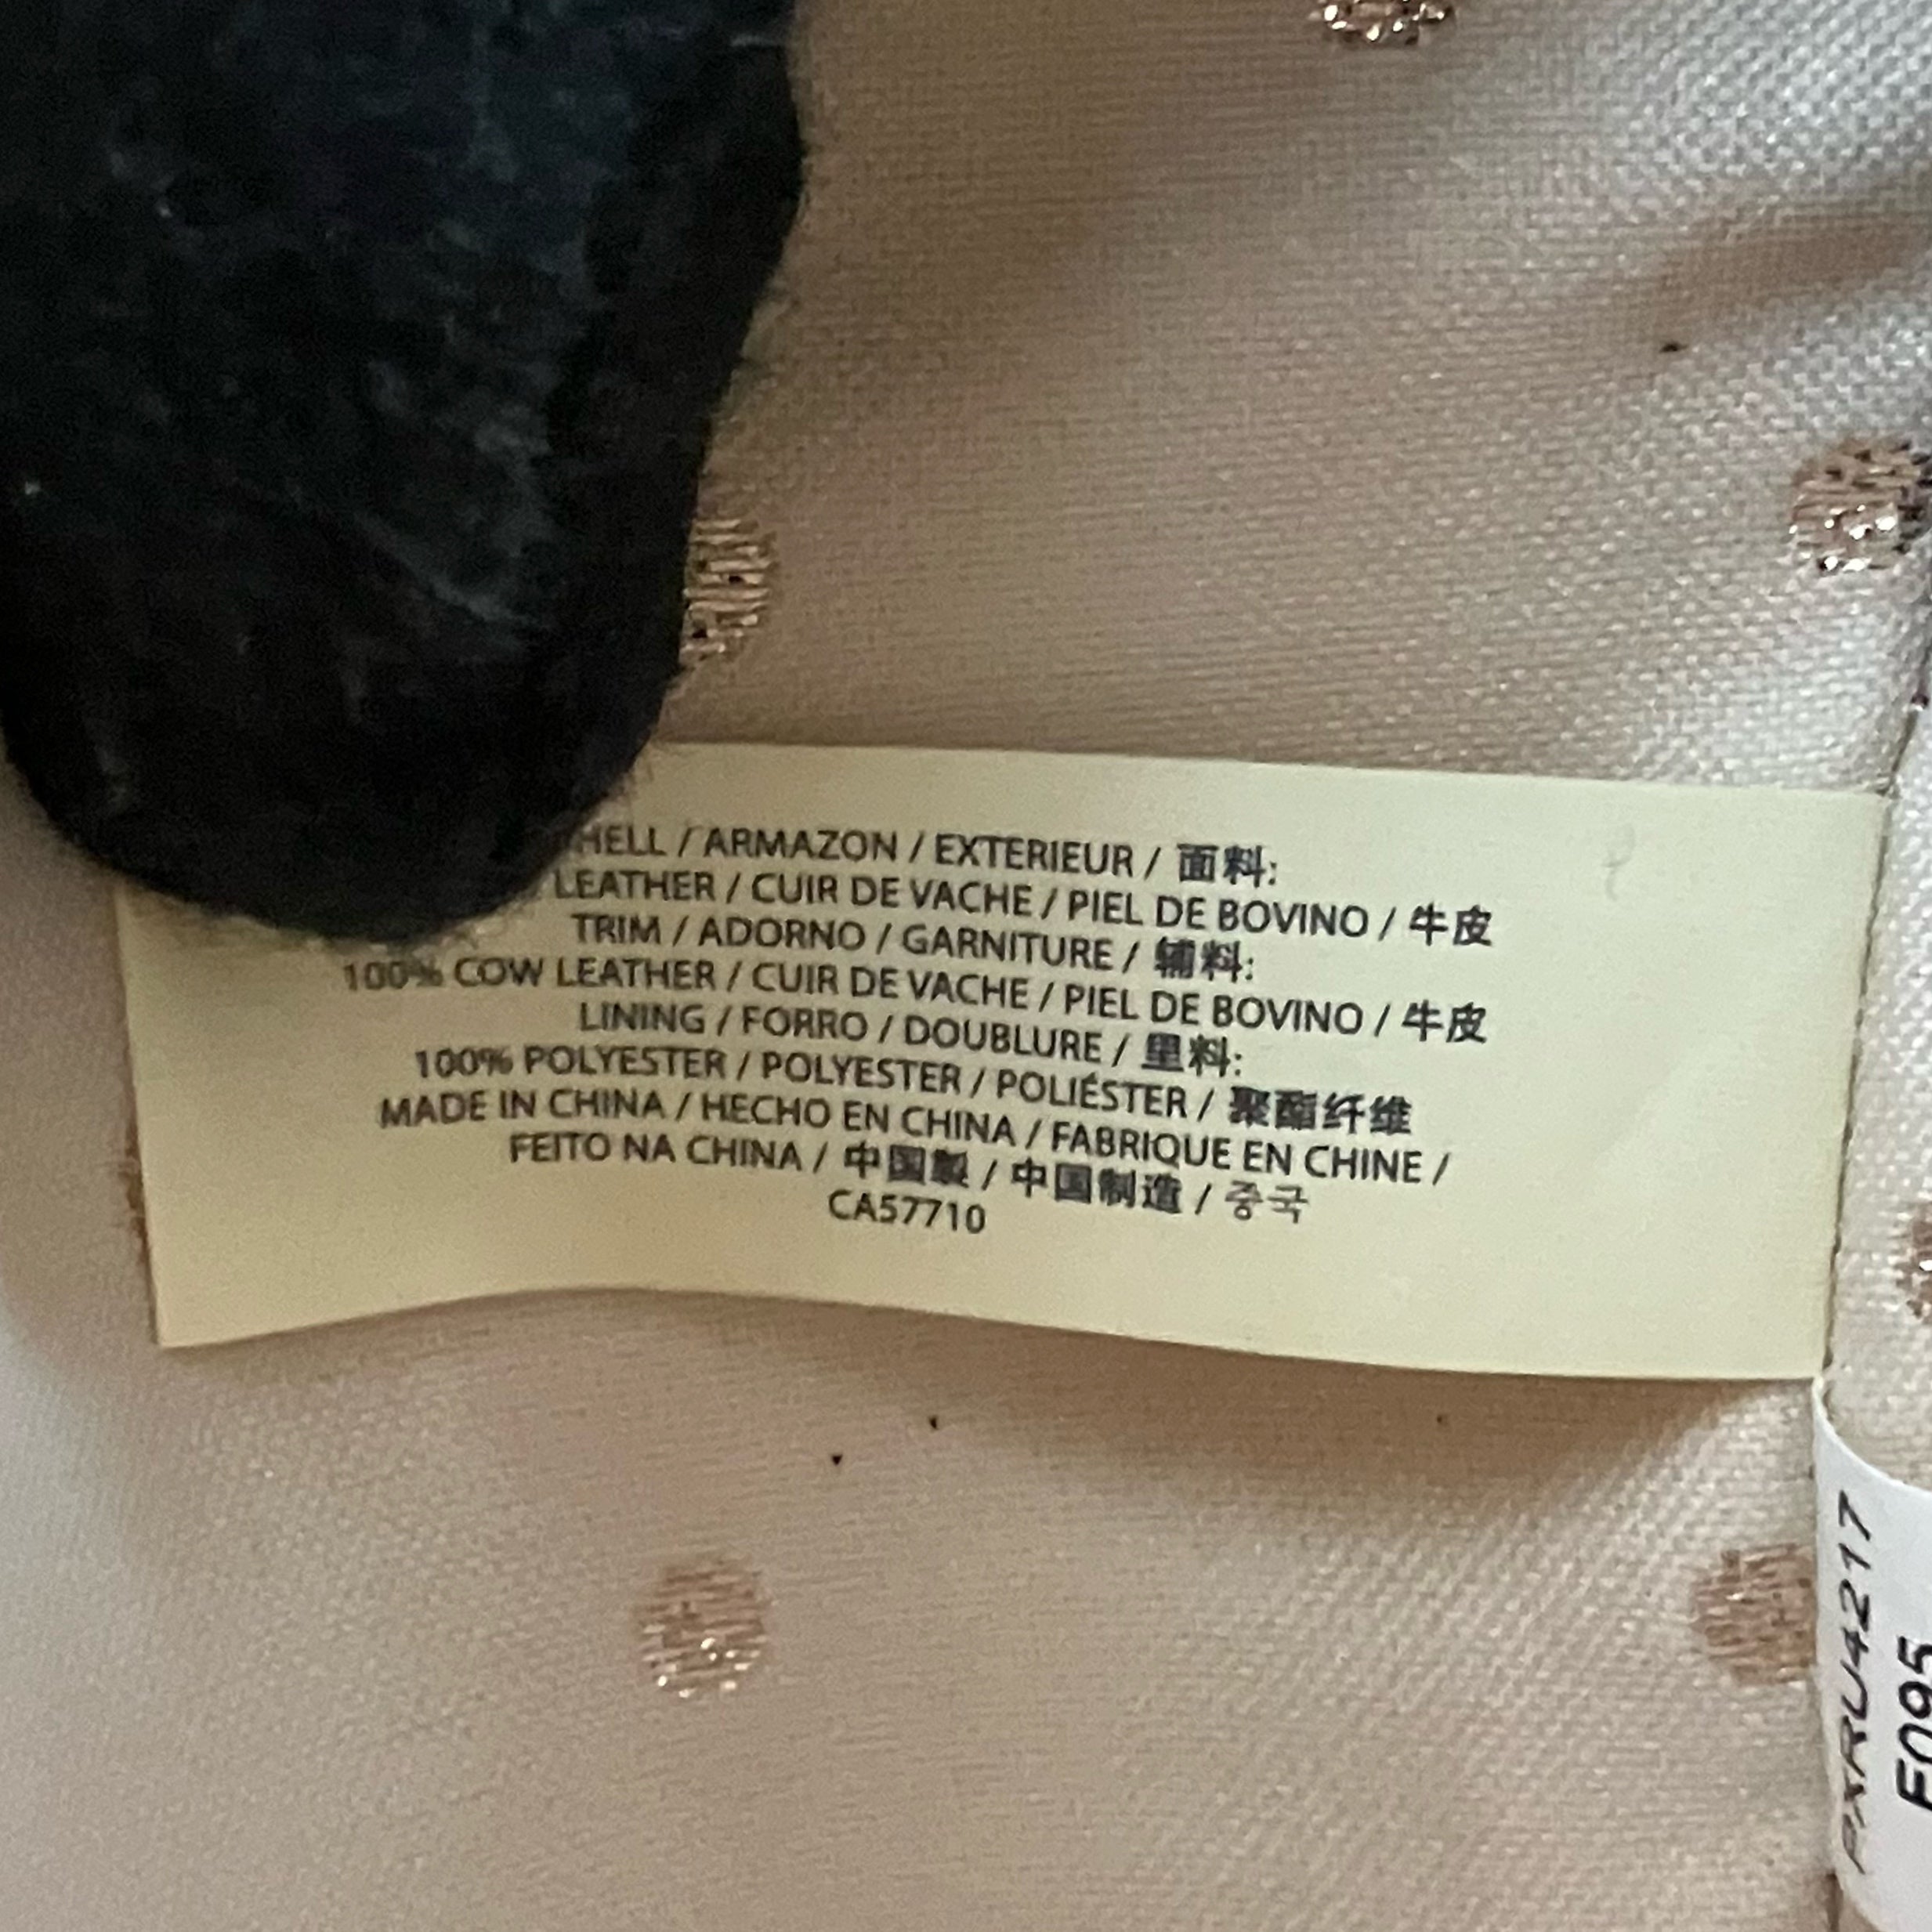 SHELL / ARMAZON / EXTERIEUR / 面料:
LEATHER / CUIR DE VACHE / PIEL DE BOVINO / 牛皮
TRIM / ADORNO / GARNITURE / 辅料:
100% COW LEATHER / CUIR DE VACHE / PIEL DE BOVINO / 牛皮
LINING / FORRO / DOUBLURE / 里料:
100% POLYESTER / POLYESTER / POLIÉSTER / 聚酯纤维
MADE IN CHINA / HECHO EN CHINA / FABRIQUE EN CHINE /
FEITO NA CHINA / 中国製 / 中国制造 / 중국
CA57710
PXRU4217
F095